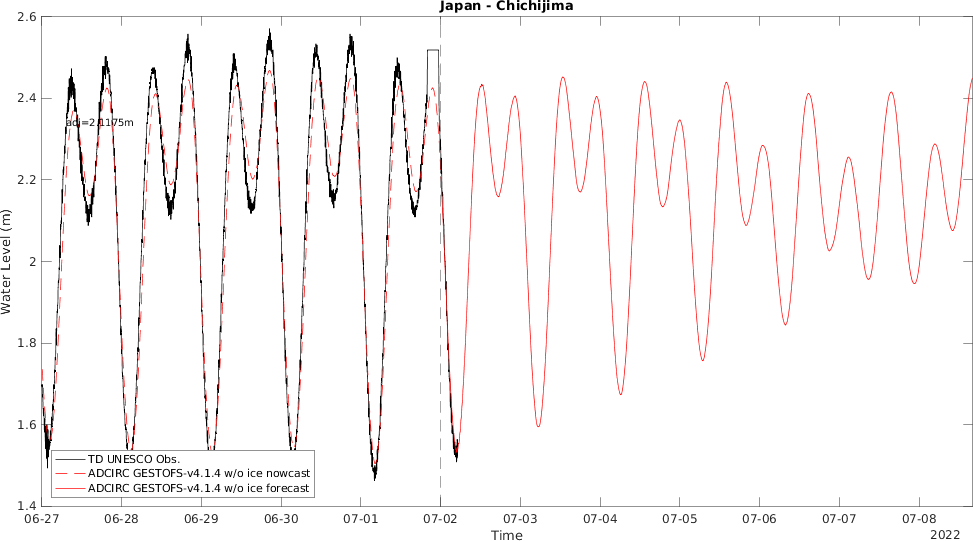 Japan - Chichijima
2.6
2.4
2.2
2
1.8
1.6
1.4
Water Level (m)
adj=2.1175m
TD UNESCO Obs.
ADCIRC GESTOFS-v4.1.4 w/o ice nowcast
ADCIRC GESTOFS-v4.1.4 w/o ice forecast
06-27 06-28 06-29 06-30 07-01 07-02 07-03 07-04 07-05 07-06 07-07 07-08
Time
2022